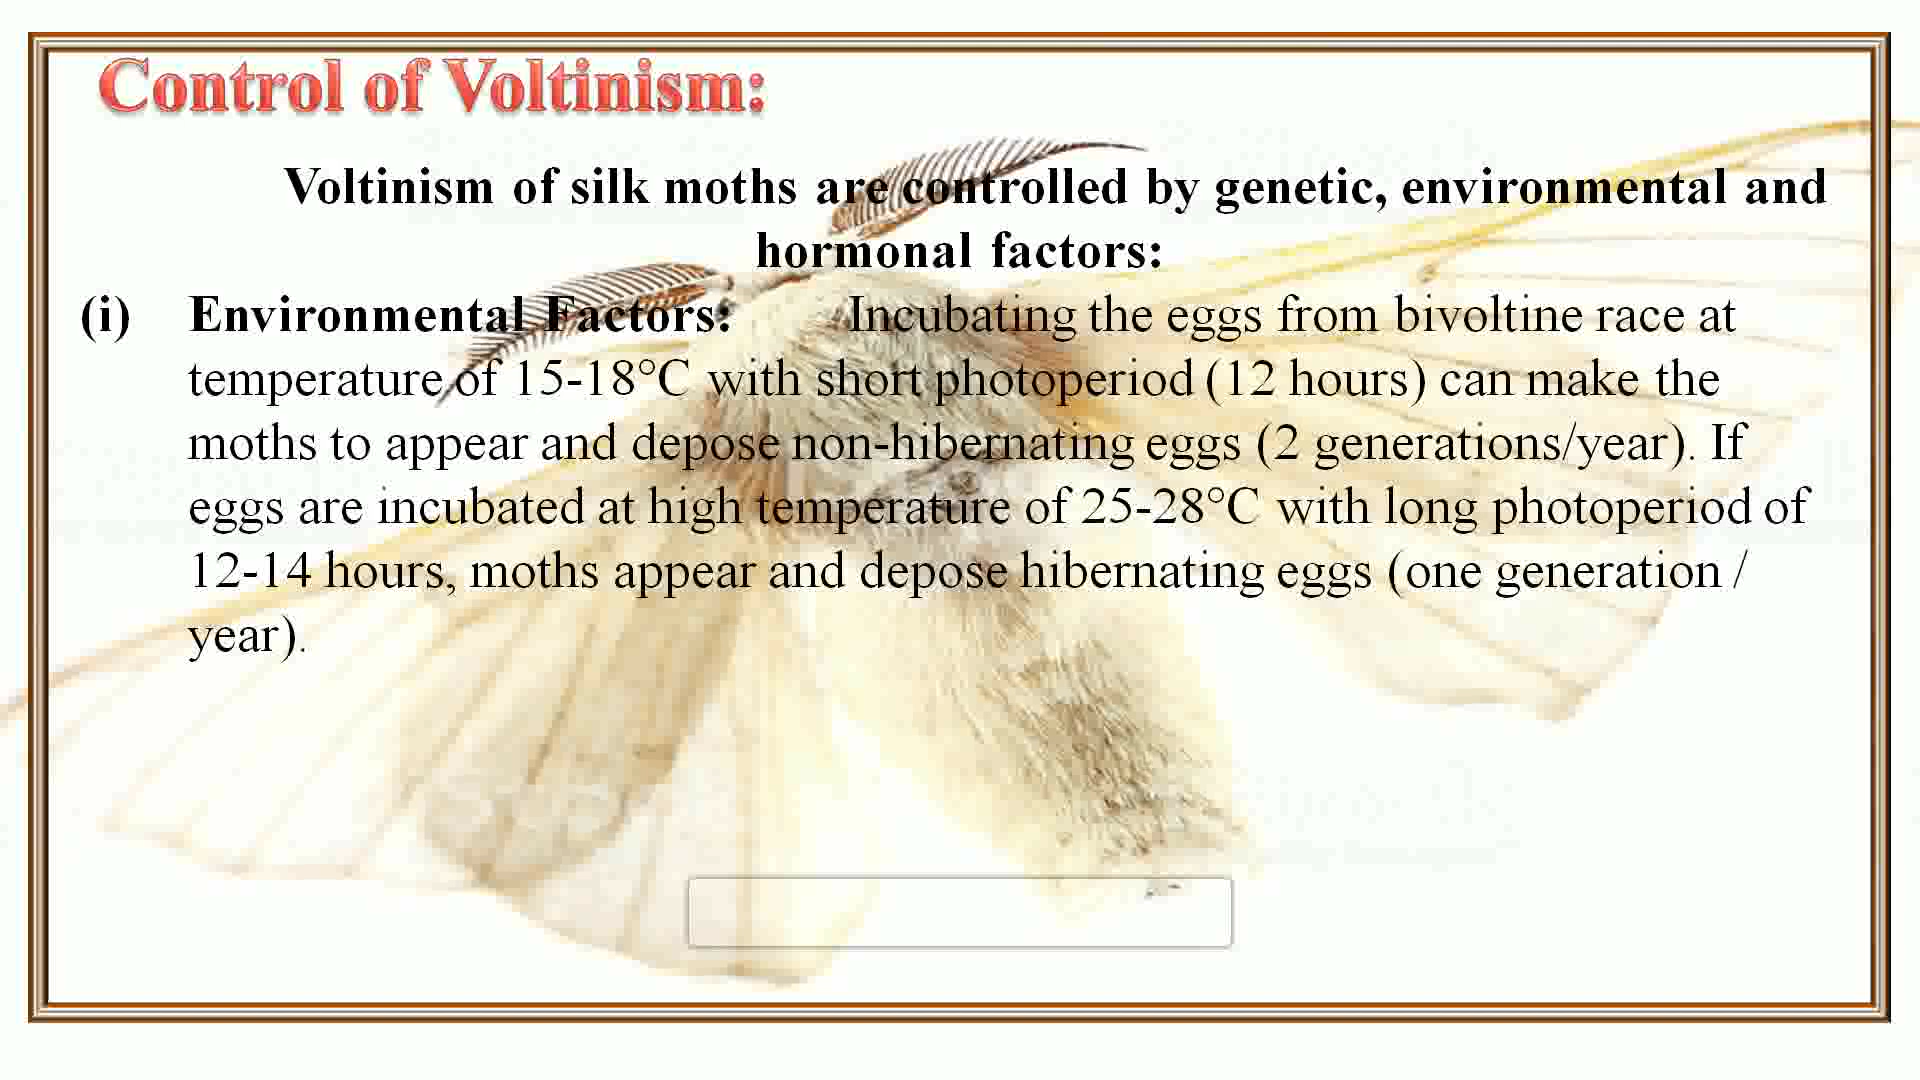 Control of Voltinism:
Voltinism of silk moths are controlled by genetic, environmental and
hormonal factors:
(i) Environmental Factors: Incubating the eggs from bivoltine race at
temperature of 15-18°C with short photoperiod (12 hours) can make the
moths to appear and depose non-hibernating eggs (2 generations/year). If
eggs are incubated at high temperature of 25-28°C with long photoperiod of
12-14 hours, moths appear and depose hibernating eggs (one generation /
year).